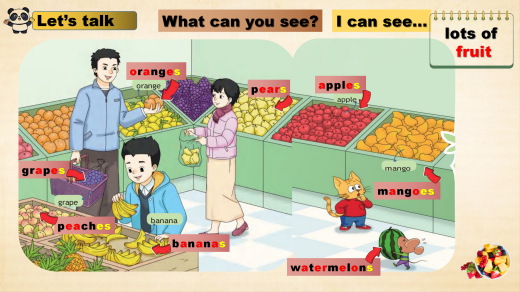 Let's talk
What can you see?
I can see...
lots of
fruit
oranges
orange
pears
apples
apple
grapes
grape
mango
mangoes
peaches
banana
bananas
watermelons